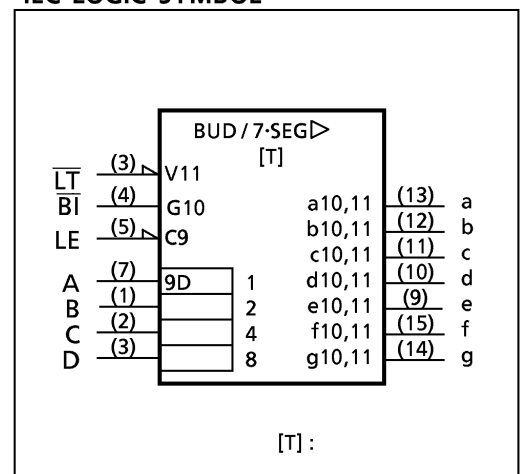 IEC LOGIC SYMBOL
BUD / 7·SEG▷
[T]
LT (3) V11
BI (4) G10
LE (5) C9
A (7) 9D 1
B (1) 2
C (2) 4
D (3) 8
a10,11 (13) a
b10,11 (12) b
c10,11 (11) c
d10,11 (10) d
e10,11 (9) e
f10,11 (15) f
g10,11 (14) g
[T] :